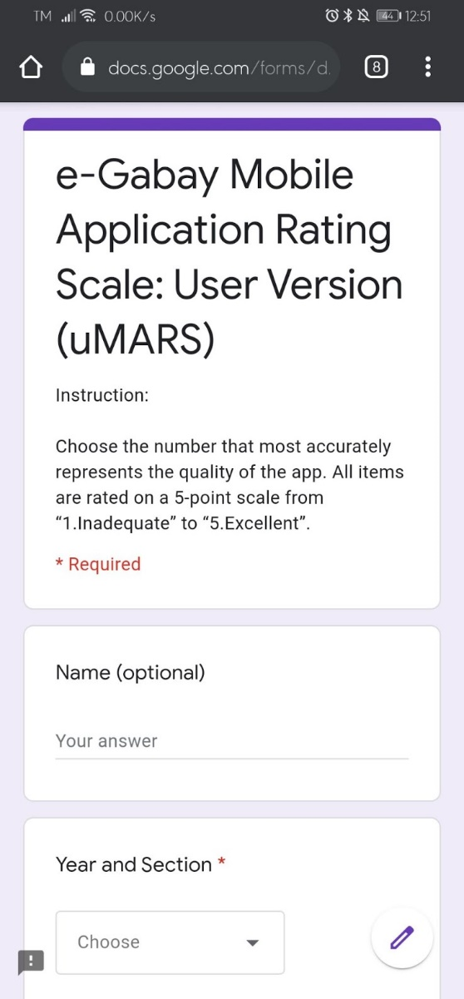 TM 0.00K/s 44 12:51
docs.google.com/forms/d. 8
e-Gabay Mobile
Application Rating
Scale: User Version
(uMARS)
Instruction:
Choose the number that most accurately
represents the quality of the app. All items
are rated on a 5-point scale from
“1.Inadequate” to “5.Excellent”.
* Required
Name (optional)
Your answer
Year and Section *
Choose